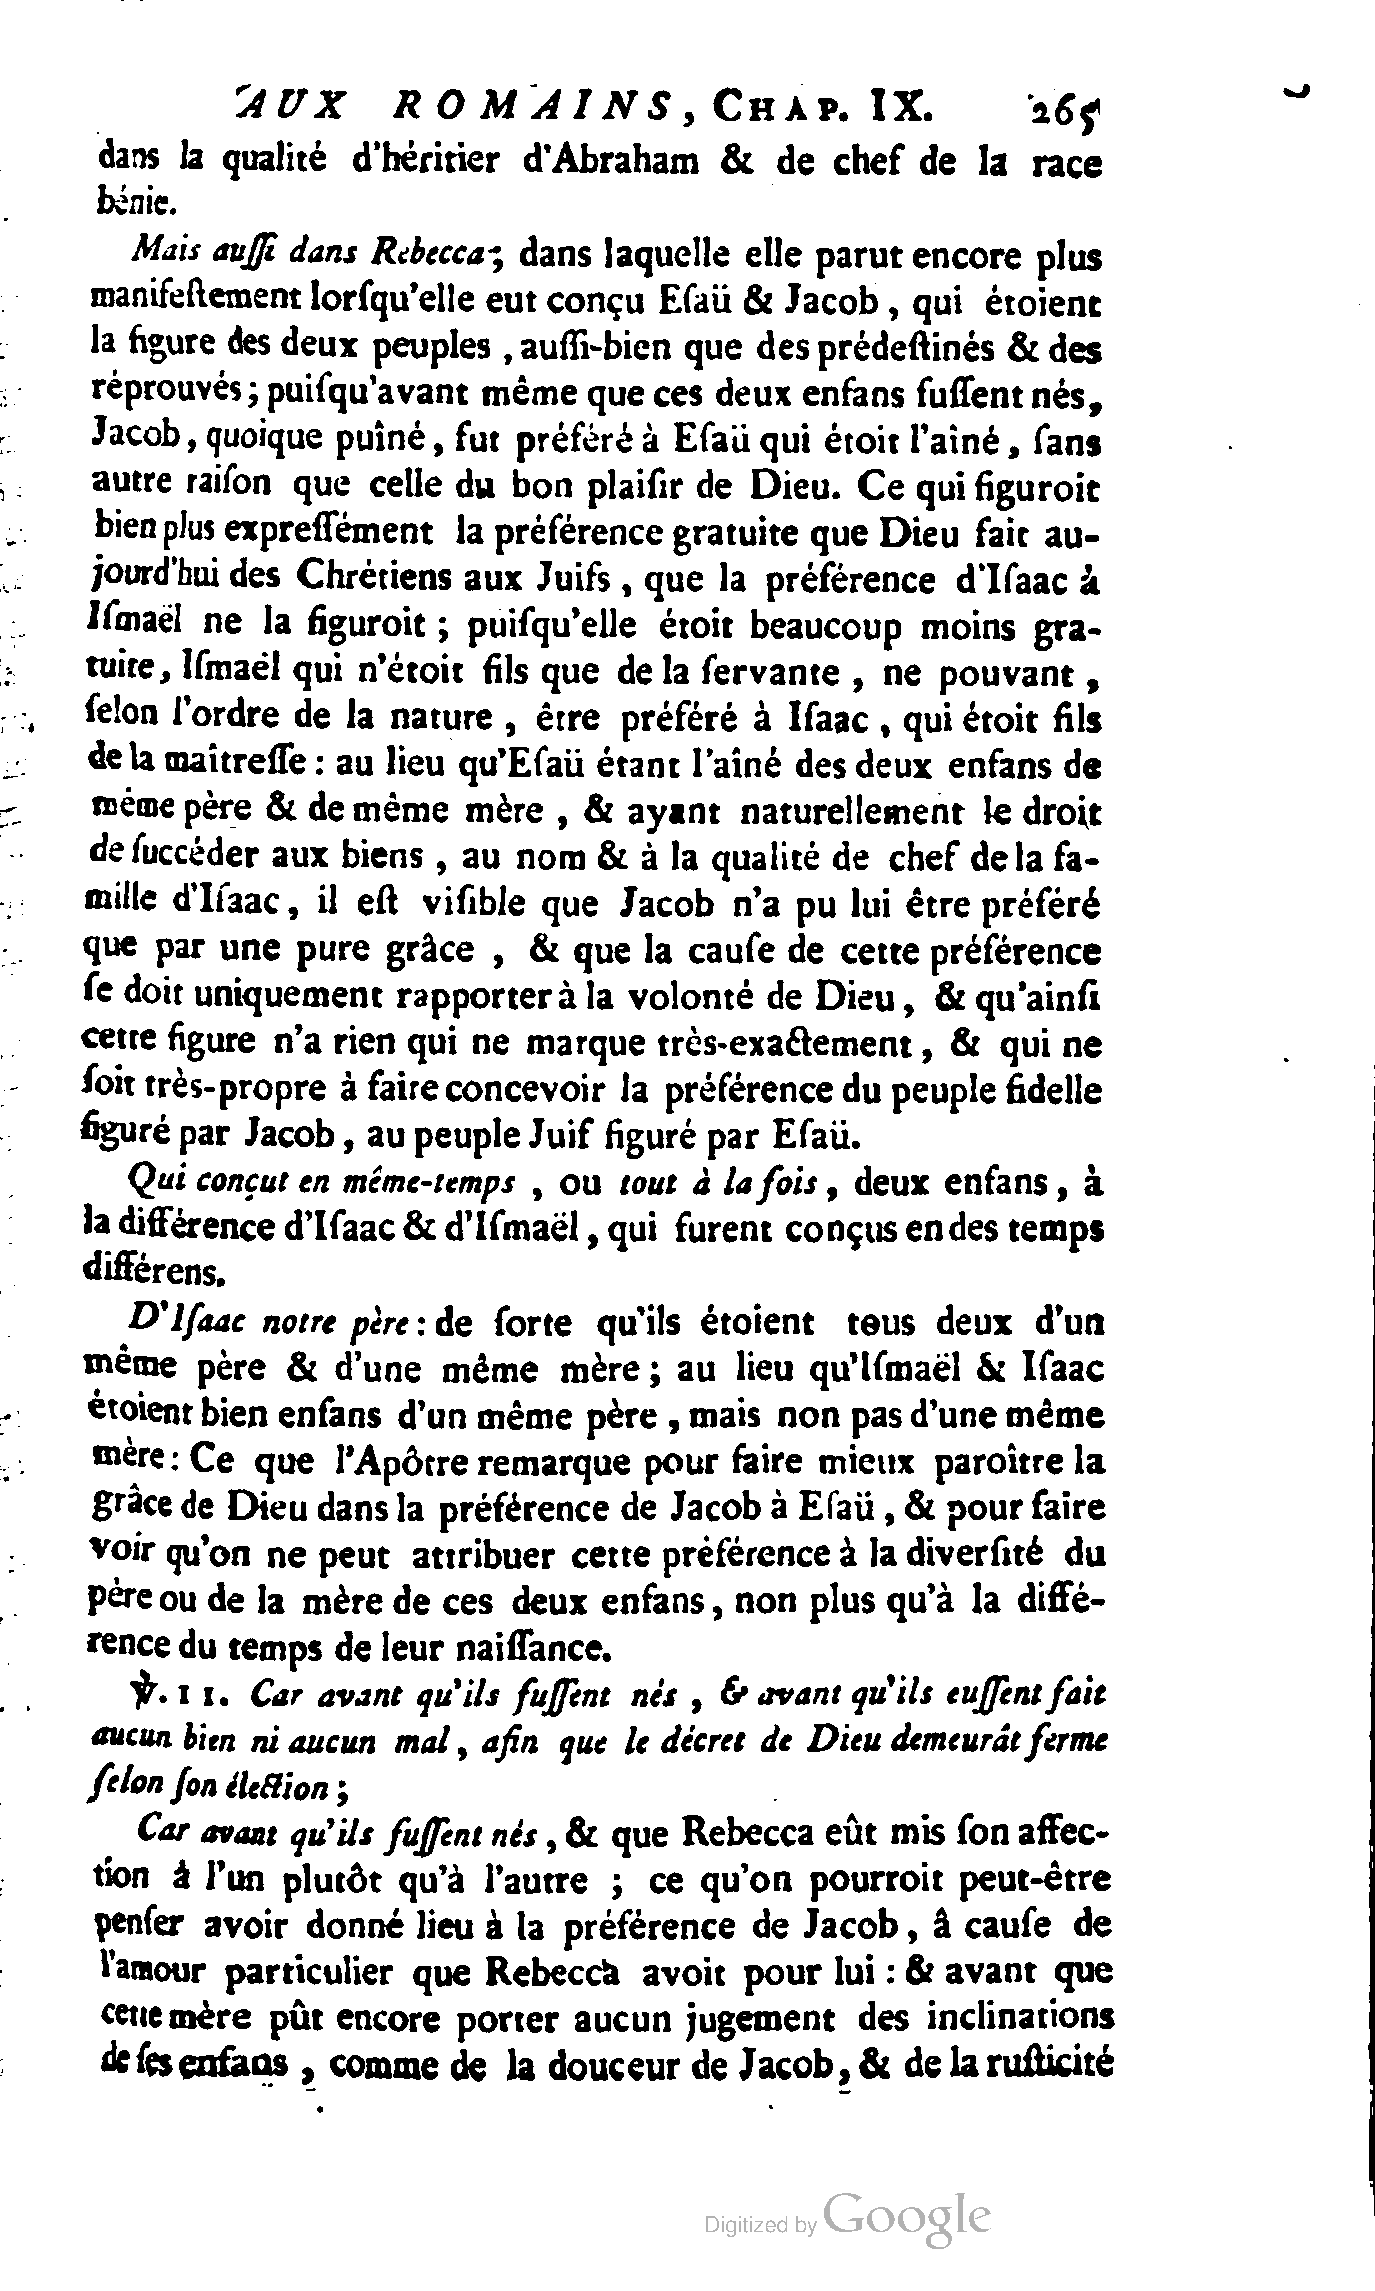 AUX ROMAINS, CHAP. IX. 265
dans la qualité d'héritier d'Abraham & de chef de la race
bénie.
Mais auſſi dans Rebecca; dans laquelle elle parut encore plus
manifeſtement lorſqu'elle eut conçu Eſaü & Jacob, qui étoient
la figure des deux peuples, auſſi-bien que des prédeſtinés & des
réprouvés; puiſqu'avant même que ces deux enfans fuſſent nés,
Jacob, quoique puîné, fut préféré à Eſaü qui étoit l'aîné, ſans
autre raiſon que celle du bon plaiſir de Dieu. Ce qui figuroit
bien plus expreſſément la préférence gratuite que Dieu fait au-
jourd'hui des Chrétiens aux Juifs, que la préférence d'Iſaac à
Iſmaël ne la figuroit; puiſqu'elle étoit beaucoup moins gra-
tuite, Iſmaël qui n'étoit fils que de la ſervante, ne pouvant,
ſelon l'ordre de la nature, être préféré à Iſaac, qui étoit fils
de la maîtreſſe: au lieu qu'Eſaü étant l'aîné des deux enfans de
même père & de même mère, & ayant naturellement le droit
de ſuccéder aux biens, au nom & à la qualité de chef de la fa-
mille d'Iſaac, il eſt viſible que Jacob n'a pu lui être préféré
que par une pure grâce, & que la cauſe de cette préférence
ſe doit uniquement rapporter à la volonté de Dieu, & qu'ainſi
cette figure n'a rien qui ne marque très-exactement, & qui ne
ſoit très-propre à faire concevoir la préférence du peuple fidelle
figuré par Jacob, au peuple Juif figuré par Eſaü.
Qui conçut en même-temps, ou tout à la fois, deux enfans, à
la différence d'Iſaac & d'Iſmaël, qui furent conçus en des temps
différens.
D'Iſaac notre père: de ſorte qu'ils étoient tous deux d'un
même père & d'une même mère; au lieu qu'Iſmaël & Iſaac
étoient bien enfans d'un même père, mais non pas d'une même
mère: Ce que l'Apôtre remarque pour faire mieux paroître la
grâce de Dieu dans la préférence de Jacob à Eſaü, & pour faire
voir qu'on ne peut attribuer cette préférence à la diverſité du
père ou de la mère de ces deux enfans, non plus qu'à la diffé-
rence du temps de leur naiſſance.
℣. 11. Car avant qu'ils fuſſent nés, & avant qu'ils euſſent fait
aucun bien ni aucun mal, afin que le décret de Dieu demeurât ferme
ſelon ſon élection;
Car avant qu'ils fuſſent nés, & que Rebecca eût mis ſon affec-
tion à l'un plutôt qu'à l'autre; ce qu'on pourroit peut-être
penſer avoir donné lieu à la préférence de Jacob, à cauſe de
l'amour particulier que Rebecca avoit pour lui: & avant que
cette mère pût encore porter aucun jugement des inclinations
de ſes enfans, comme de la douceur de Jacob, & de la ruſticité
Digitized by Google